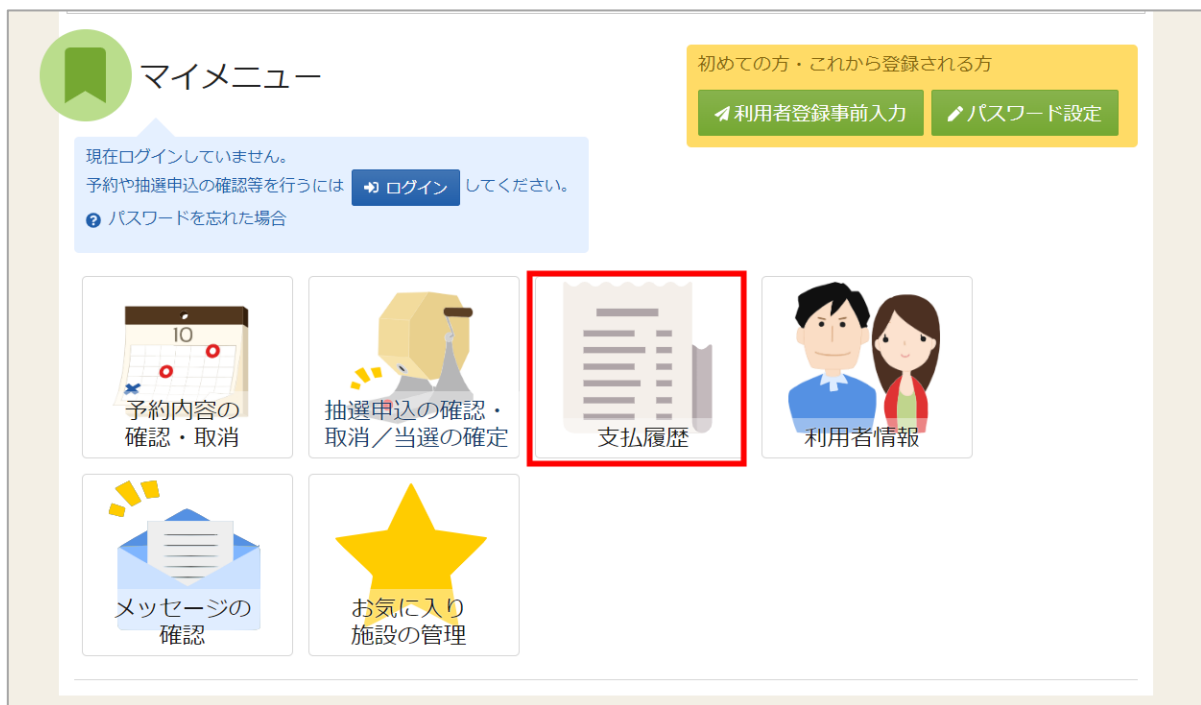 マイメニュー
初めての方・これから登録される方
利用者登録事前入力
パスワード設定
現在ログインしていません。
予約や抽選申込の確認等を行うには ログイン してください。
パスワードを忘れた場合
10
予約内容の
確認・取消
抽選申込の確認・
取消／当選の確定
支払履歴
利用者情報
メッセージの
確認
お気に入り
施設の管理